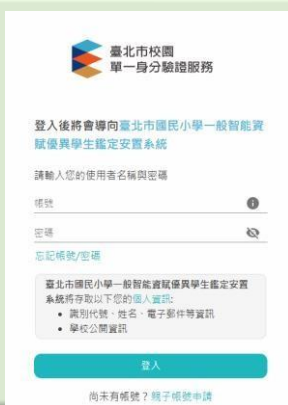 臺北市校園
單一身分驗證服務
登入後將會導向臺北市國民小學一般智能資
賦優異學生鑑定安置系統
請輸入您的使用者名稱與密碼
帳號
密碼
忘記帳號/密碼
臺北市國民小學一般智能資賦優異學生鑑定安置
系統將存取以下您的個人資訊:
• 識別代號、姓名、電子郵件等資訊
• 學校公開資訊
登入
尚未有帳號？親子帳號申請